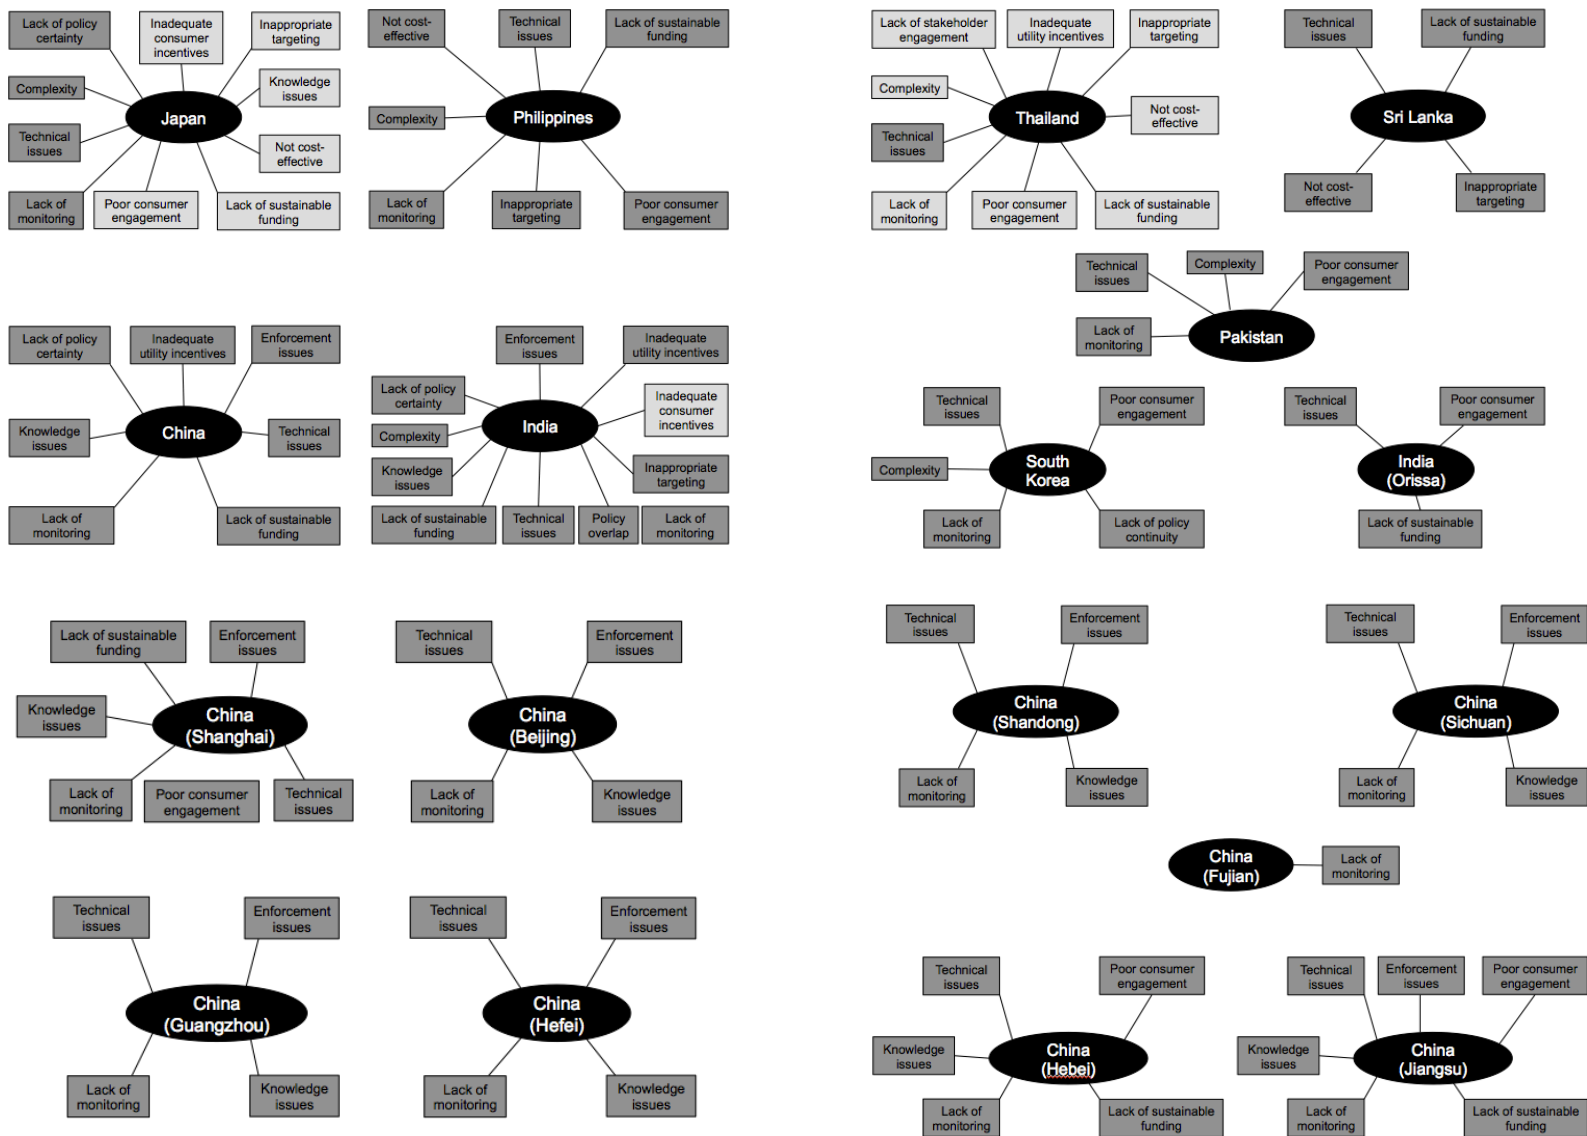 Lack of policy
certainty
Inadequate
consumer
incentives
Inappropriate
targeting
Complexity
Knowledge
issues
Japan
Technical
issues
Not cost-
effective
Lack of
monitoring
Poor consumer
engagement
Lack of sustainable
funding
Not cost-
effective
Technical
issues
Lack of sustainable
funding
Complexity
Philippines
Lack of
monitoring
Inappropriate
targeting
Poor consumer
engagement
Lack of stakeholder
engagement
Inadequate
utility incentives
Inappropriate
targeting
Complexity
Thailand
Not cost-
effective
Technical
issues
Lack of
monitoring
Poor consumer
engagement
Lack of sustainable
funding
Technical
issues
Lack of sustainable
funding
Sri Lanka
Not cost-
effective
Inappropriate
targeting
Technical
issues
Complexity
Poor consumer
engagement
Lack of
monitoring
Pakistan
Lack of policy
certainty
Inadequate
utility incentives
Enforcement
issues
Knowledge
issues
China
Technical
issues
Lack of
monitoring
Lack of sustainable
funding
Enforcement
issues
Inadequate
utility incentives
Lack of policy
certainty
Inadequate
consumer
incentives
Complexity
India
Knowledge
issues
Inappropriate
targeting
Lack of sustainable
funding
Technical
issues
Policy
overlap
Lack of
monitoring
Technical
issues
Poor consumer
engagement
Complexity
South
Korea
Lack of
monitoring
Lack of policy
continuity
Technical
issues
Poor consumer
engagement
India
(Orissa)
Lack of sustainable
funding
Lack of sustainable
funding
Enforcement
issues
Knowledge
issues
China
(Shanghai)
Lack of
monitoring
Poor consumer
engagement
Technical
issues
Technical
issues
Enforcement
issues
China
(Beijing)
Lack of
monitoring
Knowledge
issues
Technical
issues
Enforcement
issues
China
(Shandong)
Lack of
monitoring
Knowledge
issues
Technical
issues
Enforcement
issues
China
(Sichuan)
Lack of
monitoring
Knowledge
issues
China
(Fujian)
Lack of
monitoring
Technical
issues
Enforcement
issues
China
(Guangzhou)
Lack of
monitoring
Knowledge
issues
Technical
issues
Enforcement
issues
China
(Hefei)
Lack of
monitoring
Knowledge
issues
Technical
issues
Poor consumer
engagement
Knowledge
issues
China
(Hebei)
Lack of
monitoring
Lack of sustainable
funding
Technical
issues
Enforcement
issues
Poor consumer
engagement
Knowledge
issues
China
(Jiangsu)
Lack of
monitoring
Lack of sustainable
funding